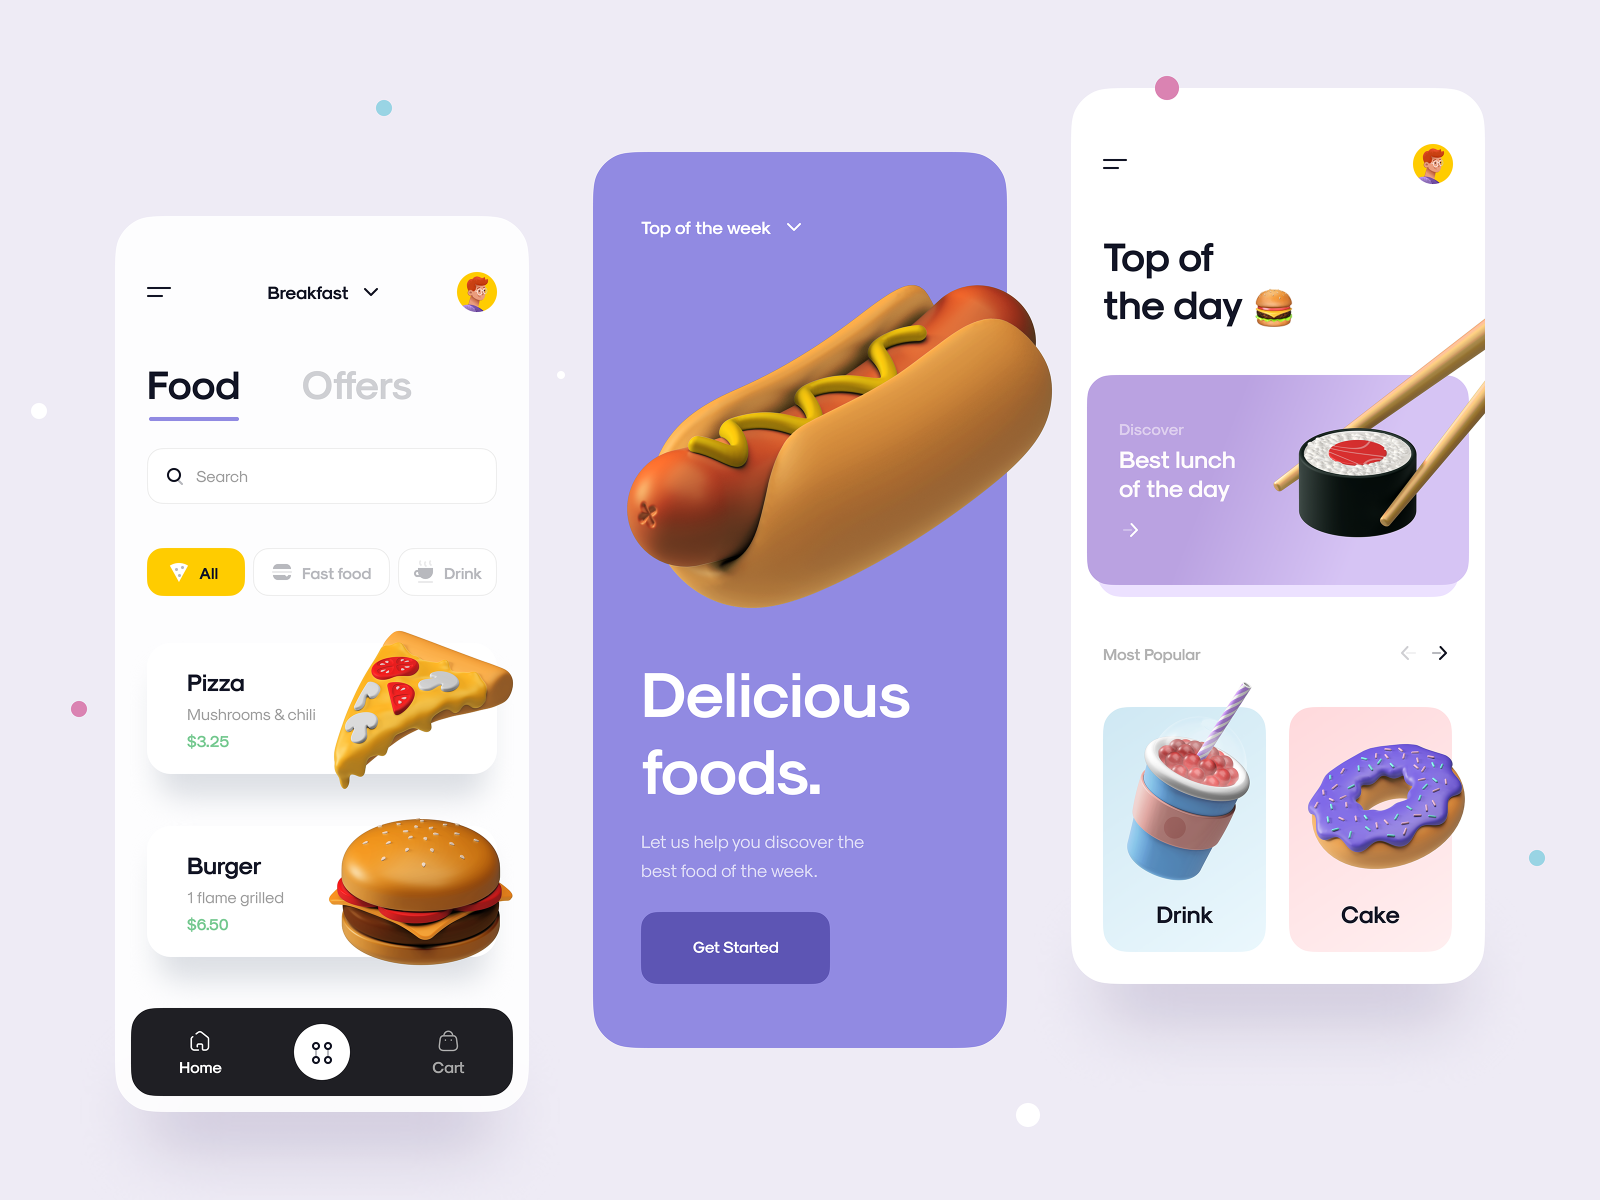 Breakfast
Food
Offers
Search
All
Fast food
Drink
Pizza
Mushrooms & chili
$3.25
Burger
1 flame grilled
$6.50
Home
Cart
Top of the week
Delicious
foods.
Let us help you discover the
best food of the week.
Get Started
Top of
the day
Discover
Best lunch
of the day
Most Popular
Drink
Cake